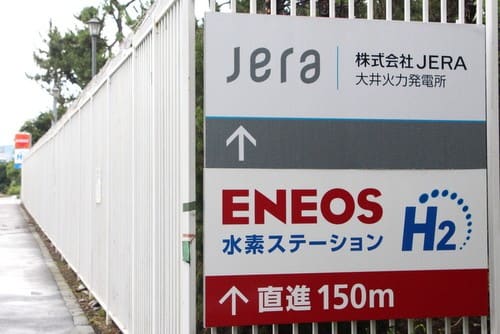 Jera
株式会社JERA
大井火力発電所
↑
ENEOS
水素ステーション
H2
↑ 直進150m